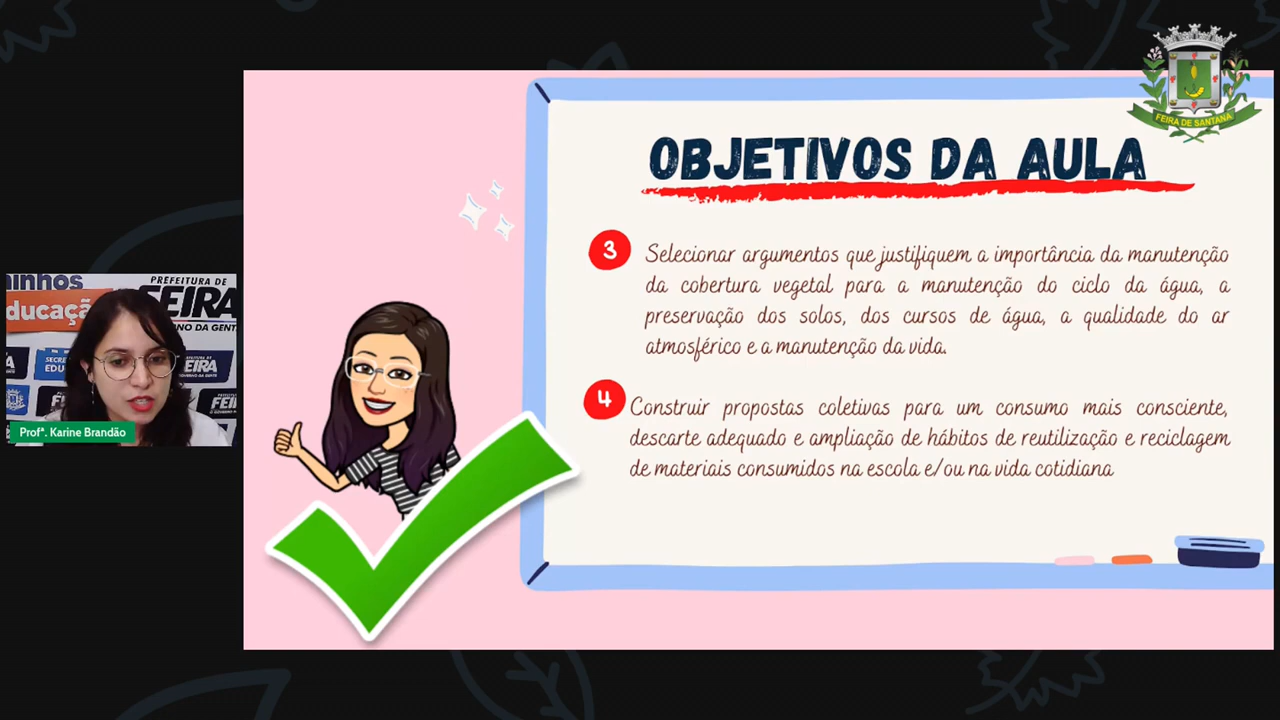 FEIRA DE SANTANA
OBJETIVOS DA AULA
3
Selecionar argumentos que justifiquem a importância da manutenção
da cobertura vegetal para a manutenção do ciclo da água, a
preservação dos solos, dos cursos de água, a qualidade do ar
atmosférico e a manutenção da vida.
4
Construir propostas coletivas para um consumo mais consciente,
descarte adequado e ampliação de hábitos de reutilização e reciclagem
de materiais consumidos na escola e/ou na vida cotidiana
PREFEITURA DE
FEIRA
Profª. Karine Brandão